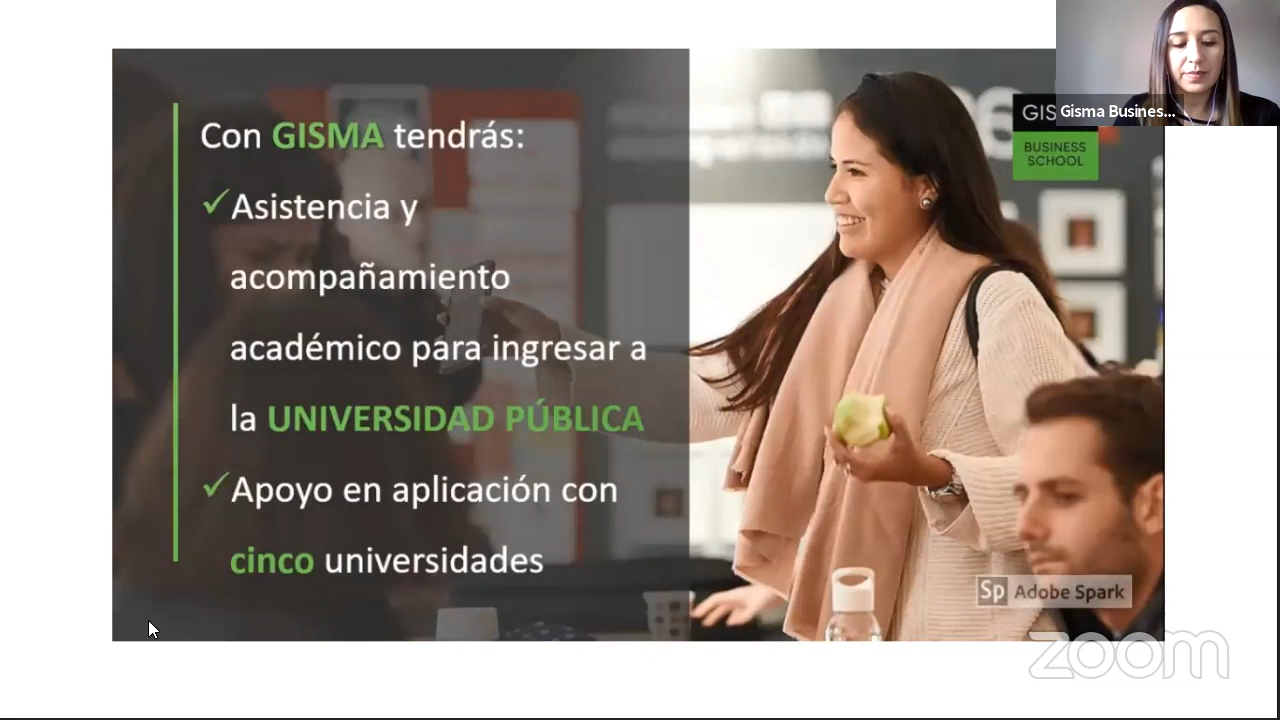 Con GISMA tendrás:
✓Asistencia y
acompañamiento
académico para ingresar a
la UNIVERSIDAD PÚBLICA
✓Apoyo en aplicación con
cinco universidades
GIS
BUSINESS
SCHOOL
Gisma Busines...
Sp Adobe Spark
zoom